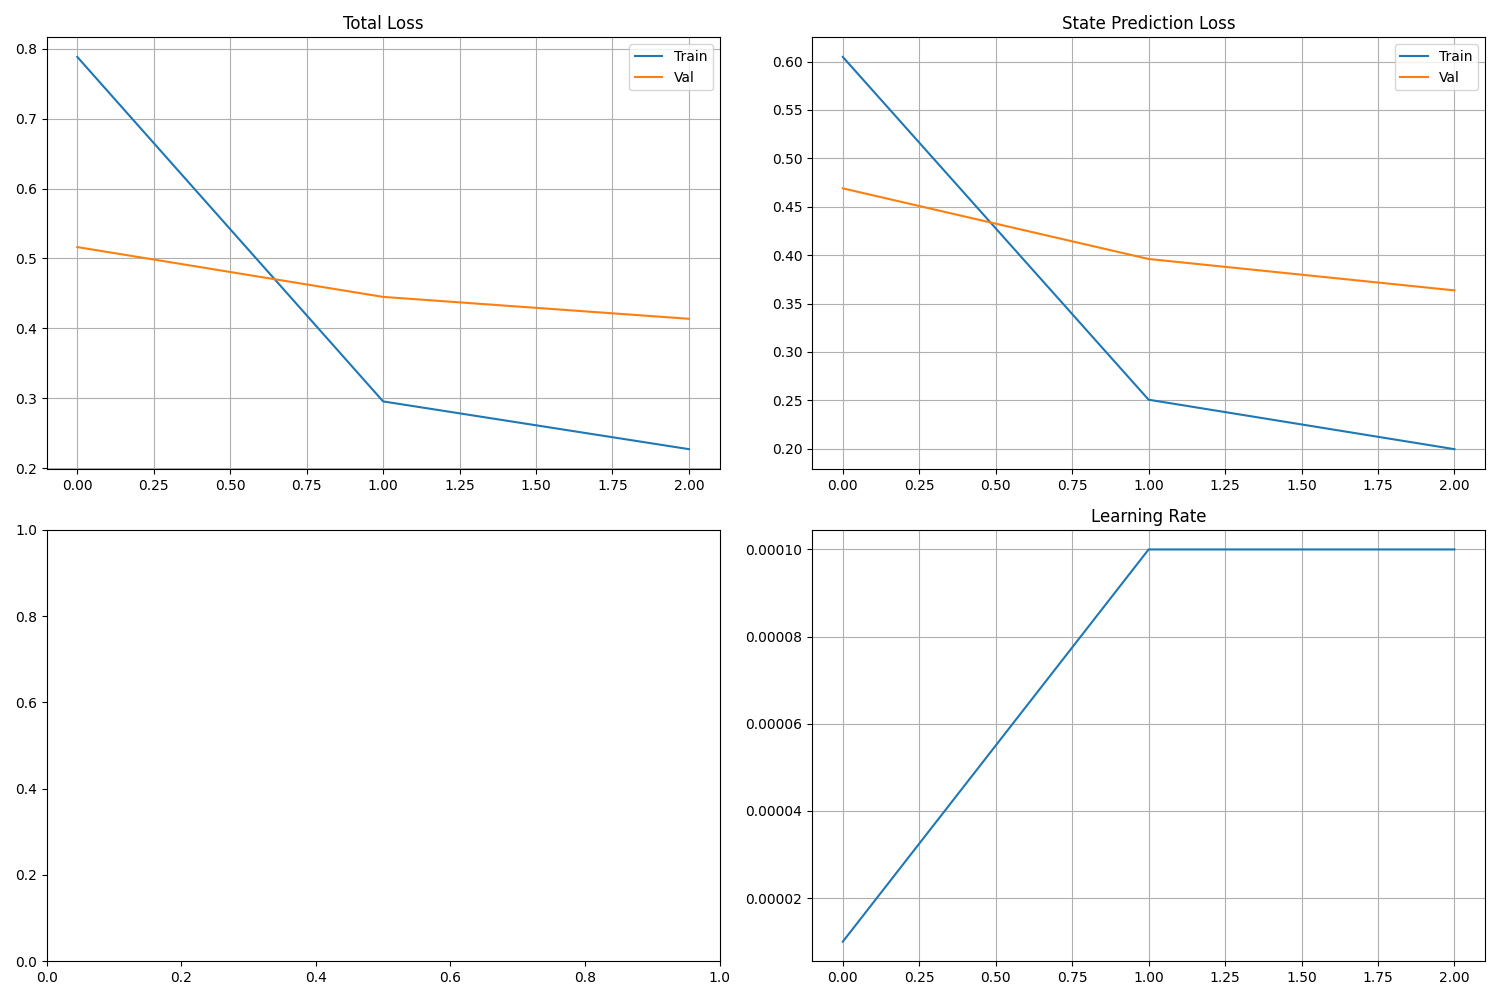 Total Loss
0.8
0.7
0.6
0.5
0.4
0.3
0.2
0.00 0.25 0.50 0.75 1.00 1.25 1.50 1.75 2.00
Train
Val
State Prediction Loss
0.60
0.55
0.50
0.45
0.40
0.35
0.30
0.25
0.20
0.00 0.25 0.50 0.75 1.00 1.25 1.50 1.75 2.00
Train
Val
1.0
0.8
0.6
0.4
0.2
0.0
0.0 0.2 0.4 0.6 0.8 1.0
Learning Rate
0.00010
0.00008
0.00006
0.00004
0.00002
0.00 0.25 0.50 0.75 1.00 1.25 1.50 1.75 2.00